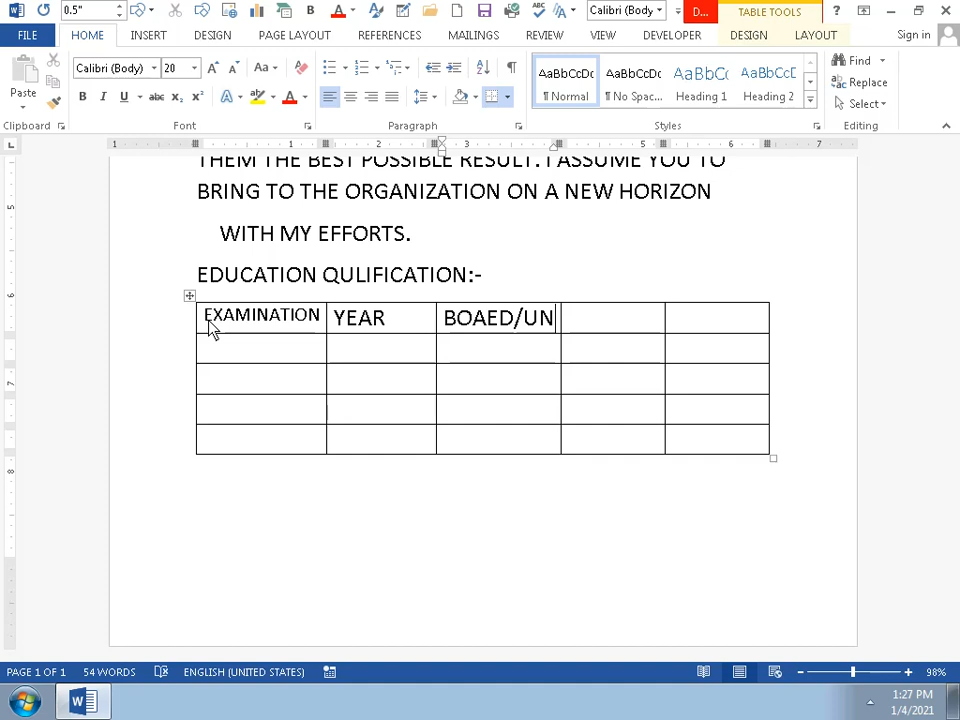 0.5"
Calibri (Body)
D...
TABLE TOOLS
?
FILE
HOME
INSERT
DESIGN
PAGE LAYOUT
REFERENCES
MAILINGS
REVIEW
VIEW
DEVELOPER
DESIGN
LAYOUT
Sign in
Paste
Calibri (Body)
20
Find
Replace
Select
AaBbCcDc
¶ Normal
AaBbCcDc
¶ No Spac...
AaBbCc
Heading 1
AaBbCcD
Heading 2
Clipboard
Font
Paragraph
Styles
Editing
THEM THE BEST POSSIBLE RESULT. I ASSUME YOU TO
BRING TO THE ORGANIZATION ON A NEW HORIZON
WITH MY EFFORTS.
EDUCATION QULIFICATION:-
EXAMINATION YEAR BOAED/UN
PAGE 1 OF 1
54 WORDS
ENGLISH (UNITED STATES)
98%
1:27 PM
1/4/2021